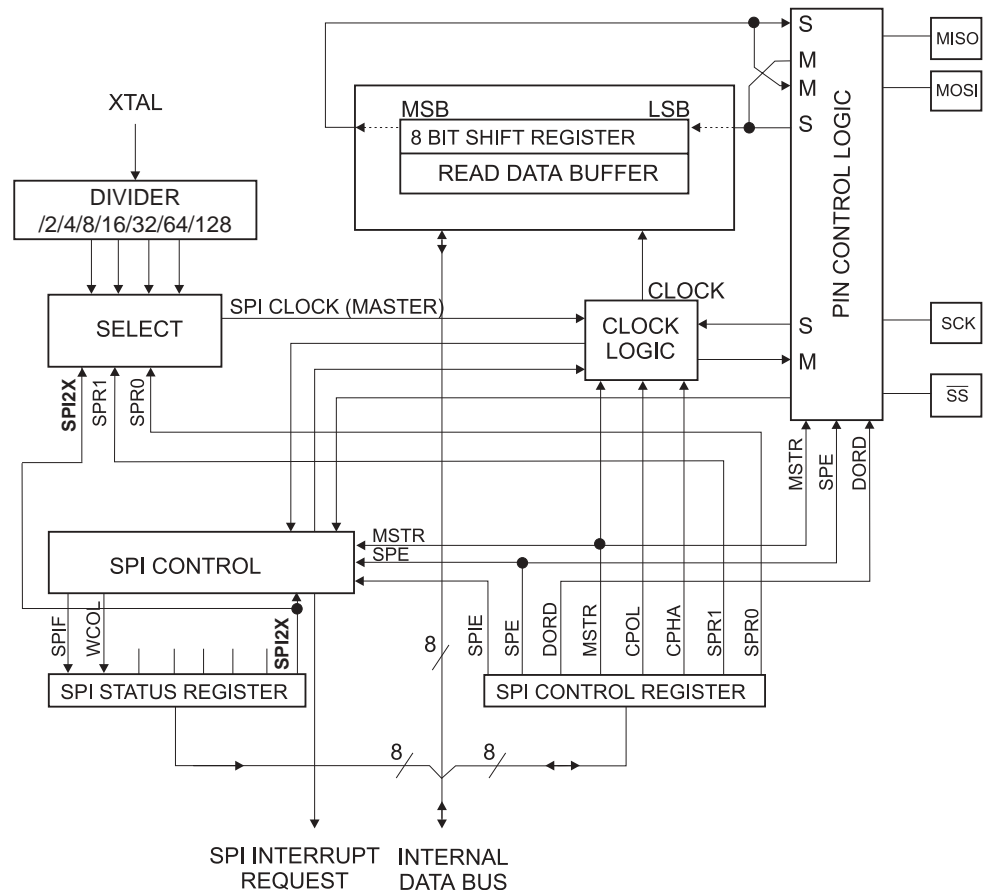 S
MISO
M
XTAL
MSB
LSB
M
MOSI
8 BIT SHIFT REGISTER
S
READ DATA BUFFER
DIVIDER
/2/4/8/16/32/64/128
PIN CONTROL LOGIC
SPI CLOCK (MASTER)
CLOCK
SELECT
CLOCK
LOGIC
S
SCK
M
SPI2X
SPR1
SPR0
SS
MSTR
SPE
DORD
MSTR
SPE
SPI CONTROL
SPIF
WCOL
SPI2X
8
SPIE
SPE
DORD
MSTR
CPOL
CPHA
SPR1
SPR0
SPI STATUS REGISTER
SPI CONTROL REGISTER
8
8
SPI INTERRUPT
REQUEST
INTERNAL
DATA BUS